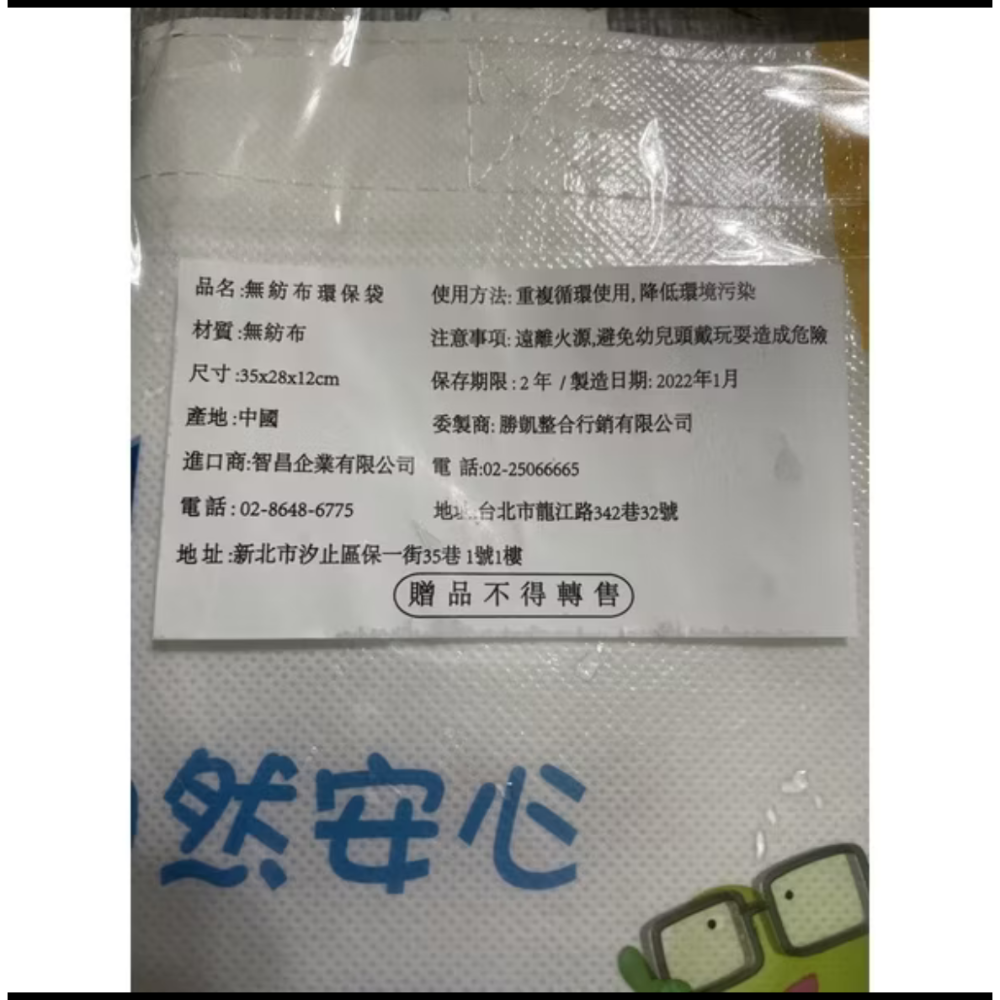 品名:無紡布環保袋
材質:無紡布
尺寸:35x28x12cm
產地:中國
進口商:智昌企業有限公司
電話:02-8648-6775
地址:新北市汐止區保一街35巷1號1樓
使用方法:重複循環使用,降低環境污染
注意事項:遠離火源,避免幼兒頭戴玩耍造成危險
保存期限:2年 /製造日期:2022年1月
委製商:勝凱整合行銷有限公司
電 話:02-25066665
地址:台北市龍江路342巷32號
贈品不得轉售
然安心